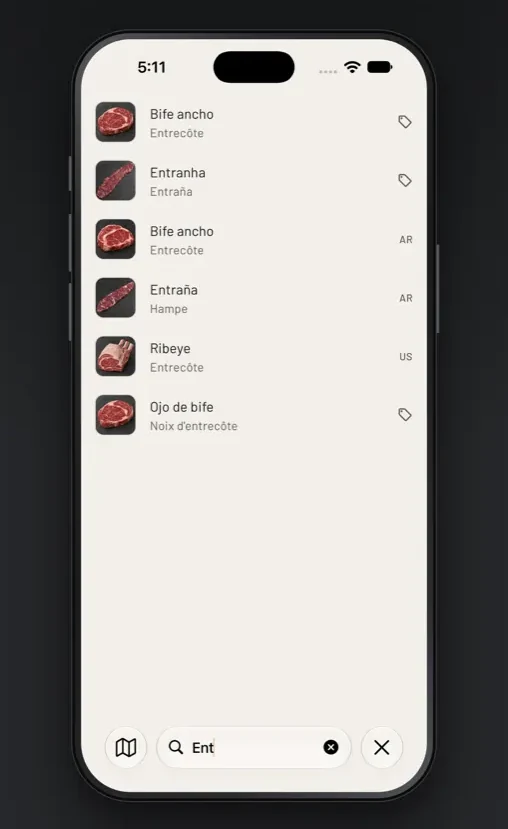 5:11
Bife ancho
Entrecôte
Entranha
Entraña
Bife ancho
Entrecôte
AR
Entraña
Hampe
AR
Ribeye
Entrecôte
US
Ojo de bife
Noix d'entrecôte
Ent